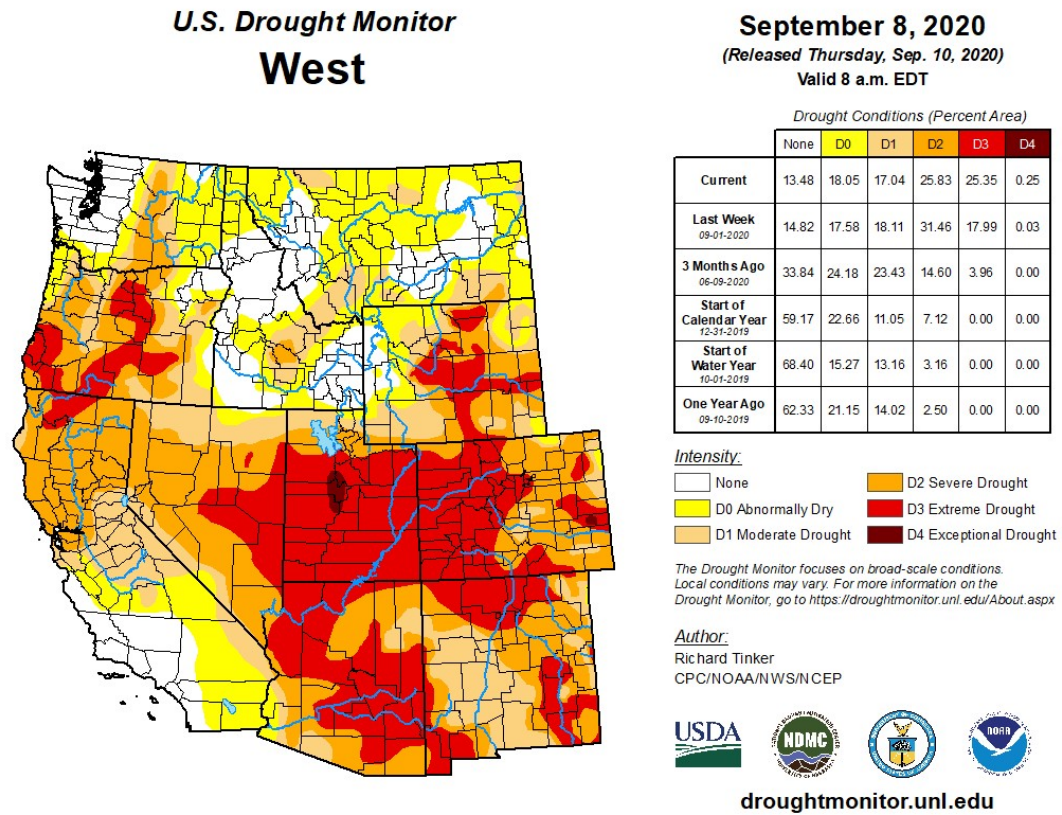 U.S. Drought Monitor
West
September 8, 2020
(Released Thursday, Sep. 10, 2020)
Valid 8 a.m. EDT
Drought Conditions (Percent Area)
None D0 D1 D2 D3 D4
Current 13.48 18.05 17.04 25.83 25.35 0.25
Last Week
09-01-2020
14.82 17.58 18.11 31.46 17.99 0.03
3 Months Ago
06-09-2020
33.84 24.18 23.43 14.60 3.96 0.00
Start of
Calendar Year
12-31-2019
59.17 22.66 11.05 7.12 0.00 0.00
Start of
Water Year
10-01-2019
68.40 15.27 13.16 3.16 0.00 0.00
One Year Ago
09-10-2019
62.33 21.15 14.02 2.50 0.00 0.00
Intensity:
None
D0 Abnormally Dry
D1 Moderate Drought
D2 Severe Drought
D3 Extreme Drought
D4 Exceptional Drought
The Drought Monitor focuses on broad-scale conditions.
Local conditions may vary. For more information on the
Drought Monitor, go to https://droughtmonitor.unl.edu/About.aspx
Author:
Richard Tinker
CPC/NOAA/NWS/NCEP
USDA
NDMC
NOAA
droughtmonitor.unl.edu